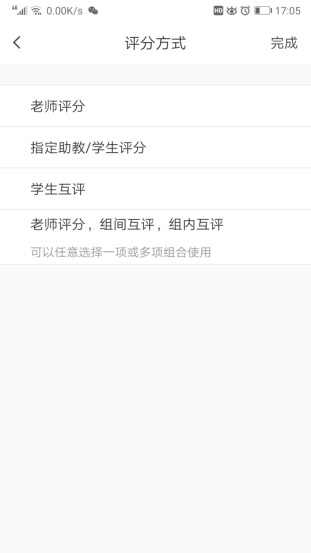 0.00K/s
HD
17:05
评分方式
完成
老师评分
指定助教/学生评分
学生互评
老师评分，组间互评，组内互评
可以任意选择一项或多项组合使用